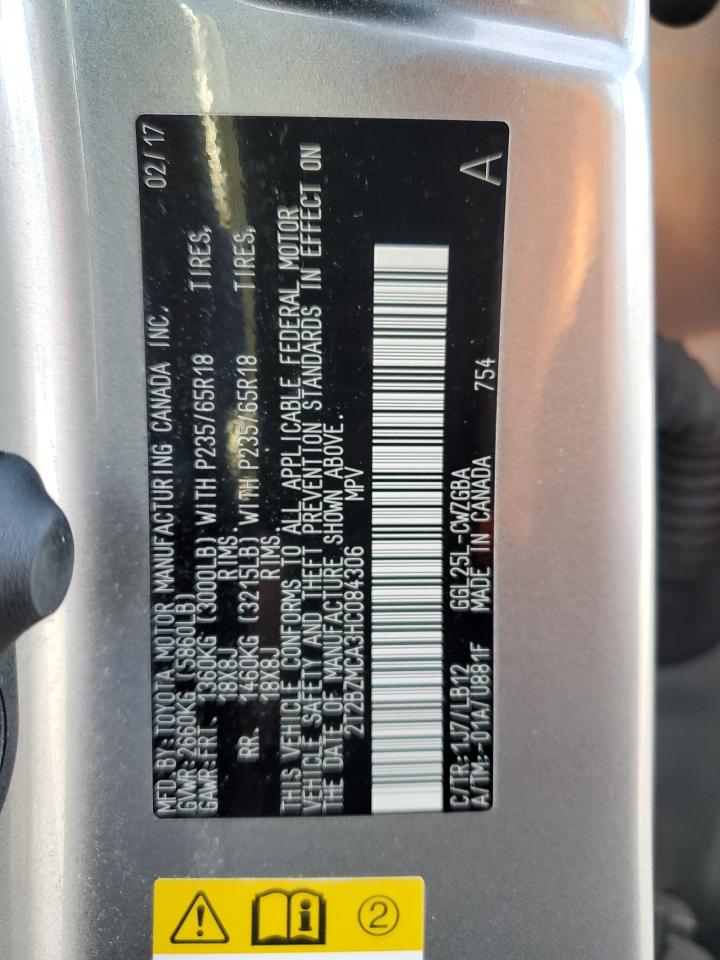 MFD BY:TOYOTA MOTOR MANUFACTURING CANADA INC. 02/17
GVWR:2660KG (5860LB)
GAWR:FRT. 1360KG (3000LB) WITH P235/65R18 TIRES,
18X8J RIMS.
RR. 1460KG (3215LB) WITH P235/65R18 TIRES,
18X8J RIMS.
THIS VEHICLE CONFORMS TO ALL APPLICABLE FEDERAL MOTOR
VEHICLE SAFETY AND THEFT PREVENTION STANDARDS IN EFFECT ON
THE DATE OF MANUFACTURE SHOWN ABOVE.
2T2BZMCA3HC084306 MPV
C/TR:1J7/LB12 GGL25L-CWZGBA
A/TM:-01A/U881F MADE IN CANADA 754 A
2